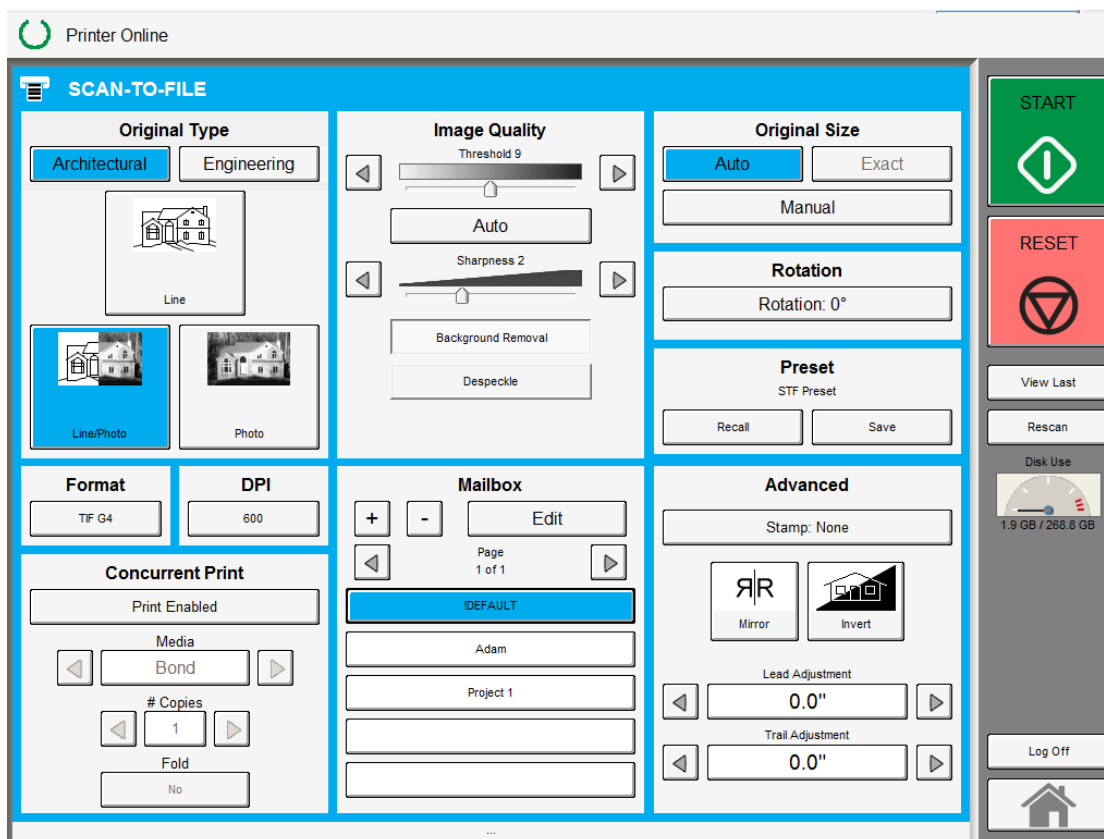 Printer Online
SCAN-TO-FILE
Original Type
Architectural
Engineering
Line
Line/Photo
Photo
Image Quality
Threshold 9
Auto
Sharpness 2
Background Removal
Despeckle
Original Size
Auto
Exact
Manual
Rotation
Rotation: 0°
Preset
STF Preset
Recall
Save
Format
TIF G4
DPI
600
Concurrent Print
Print Enabled
Media
Bond
# Copies
1
Fold
No
Mailbox
+
-
Edit
Page
1 of 1
!DEFAULT
Adam
Project 1
Advanced
Stamp: None
ЯR
Mirror
Invert
Lead Adjustment
0.0"
Trail Adjustment
0.0"
...
START
RESET
View Last
Rescan
Disk Use
1.9 GB / 268.8 GB
Log Off